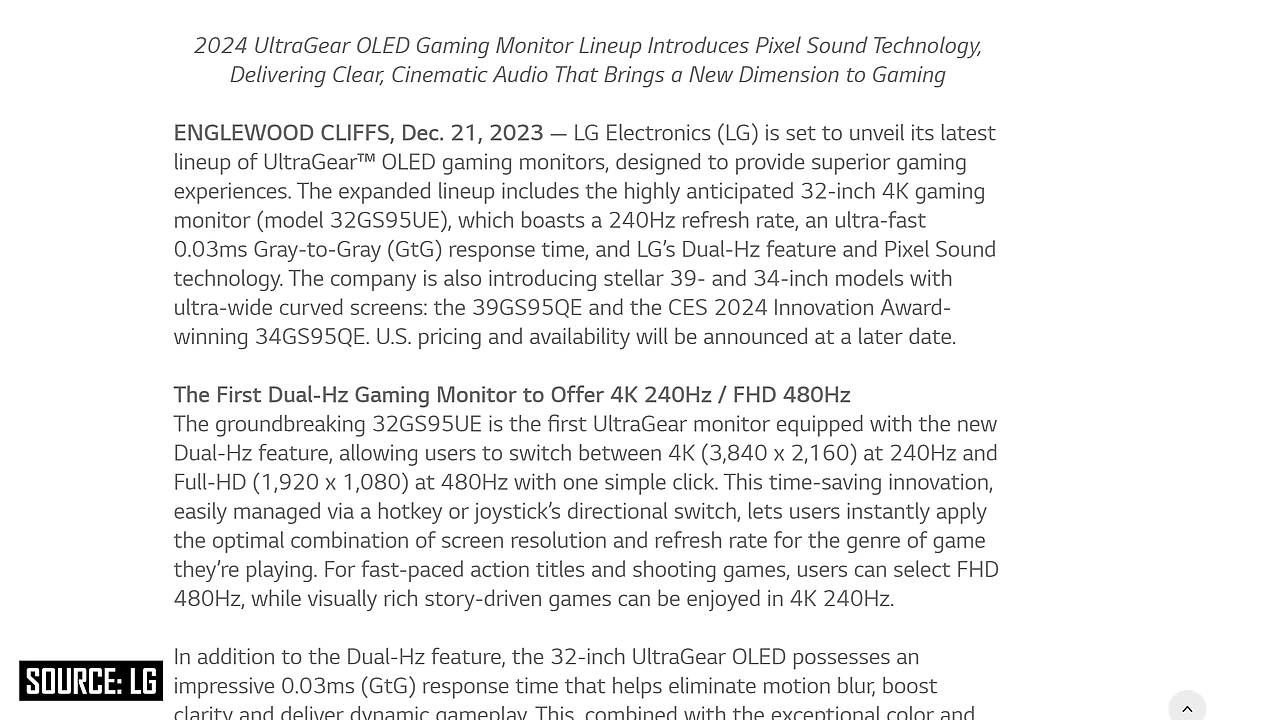 2024 UltraGear OLED Gaming Monitor Lineup Introduces Pixel Sound Technology,
Delivering Clear, Cinematic Audio That Brings a New Dimension to Gaming
ENGLEWOOD CLIFFS, Dec. 21, 2023 — LG Electronics (LG) is set to unveil its latest
lineup of UltraGear™ OLED gaming monitors, designed to provide superior gaming
experiences. The expanded lineup includes the highly anticipated 32-inch 4K gaming
monitor (model 32GS95UE), which boasts a 240Hz refresh rate, an ultra-fast
0.03ms Gray-to-Gray (GtG) response time, and LG’s Dual-Hz feature and Pixel Sound
technology. The company is also introducing stellar 39- and 34-inch models with
ultra-wide curved screens: the 39GS95QE and the CES 2024 Innovation Award-
winning 34GS95QE. U.S. pricing and availability will be announced at a later date.
The First Dual-Hz Gaming Monitor to Offer 4K 240Hz / FHD 480Hz
The groundbreaking 32GS95UE is the first UltraGear monitor equipped with the new
Dual-Hz feature, allowing users to switch between 4K (3,840 x 2,160) at 240Hz and
Full-HD (1,920 x 1,080) at 480Hz with one simple click. This time-saving innovation,
easily managed via a hotkey or joystick’s directional switch, lets users instantly apply
the optimal combination of screen resolution and refresh rate for the genre of game
they’re playing. For fast-paced action titles and shooting games, users can select FHD
480Hz, while visually rich story-driven games can be enjoyed in 4K 240Hz.
In addition to the Dual-Hz feature, the 32-inch UltraGear OLED possesses an
impressive 0.03ms (GtG) response time that helps eliminate motion blur, boost
clarity and deliver dynamic gameplay. This, combined with the exceptional color and
SOURCE: LG